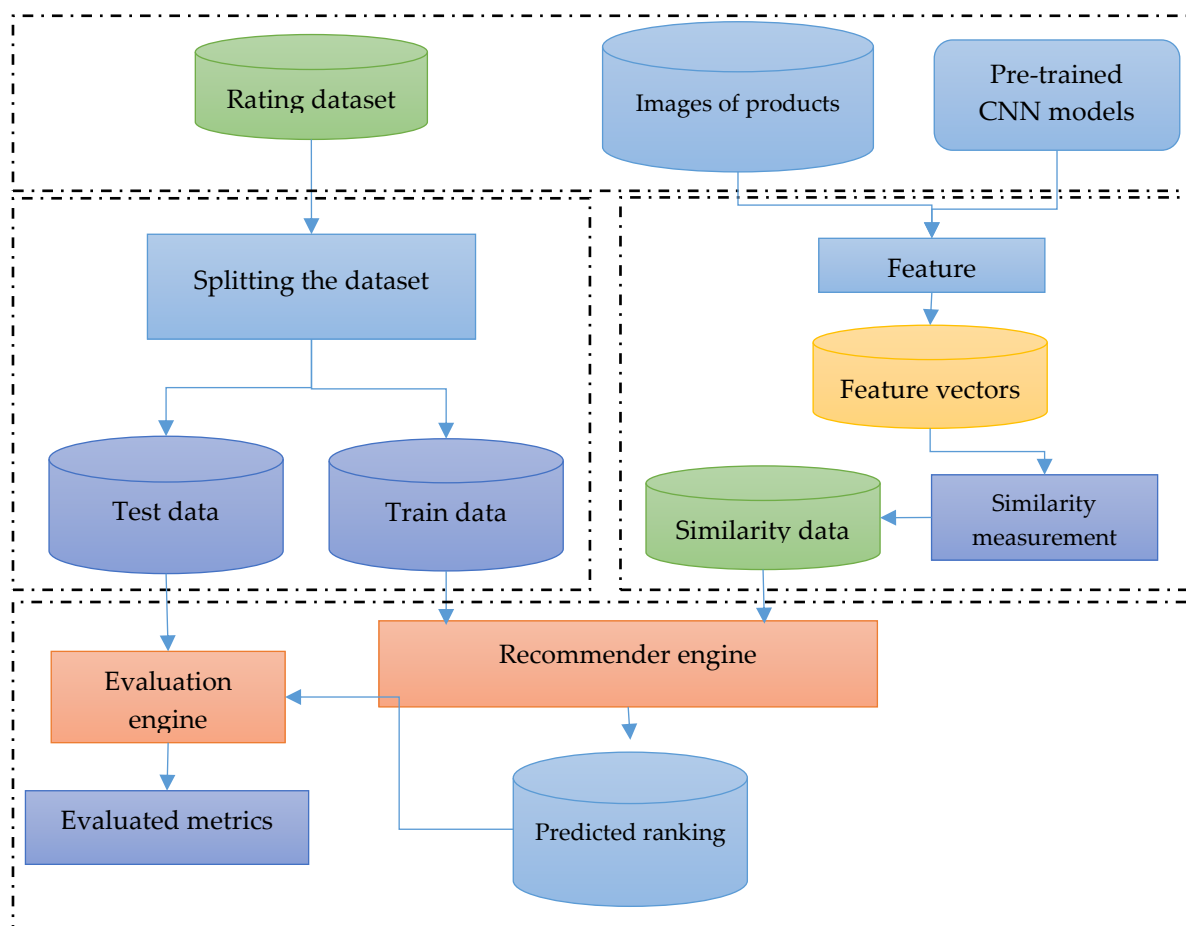 Rating dataset
Images of products
Pre-trained
CNN models
Splitting the dataset
Feature
Feature vectors
Test data
Train data
Similarity data
Similarity
measurement
Recommender engine
Evaluation
engine
Evaluated metrics
Predicted ranking